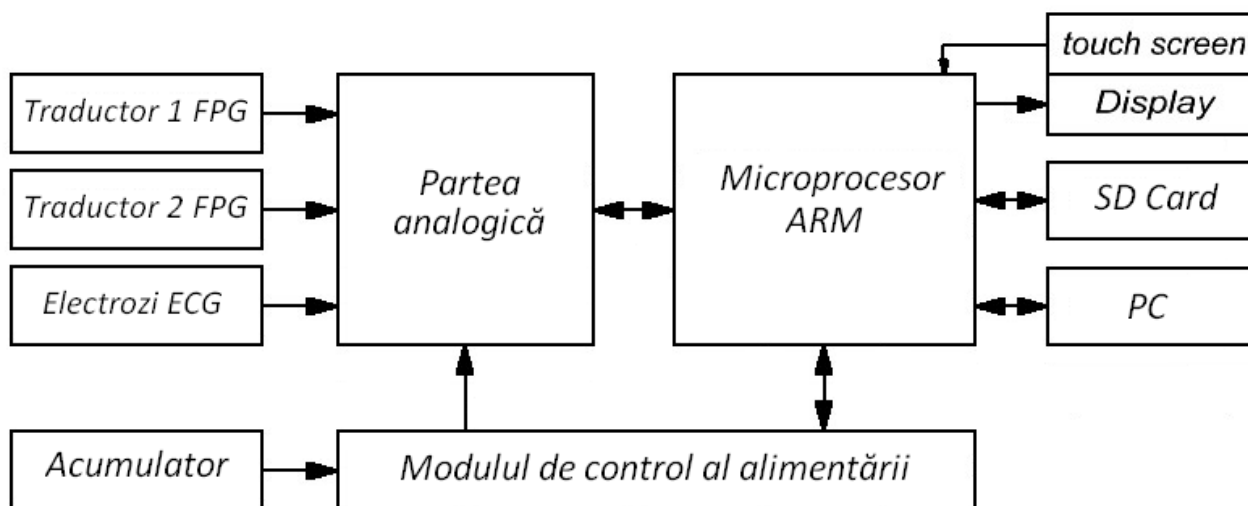 touch screen
Traductor 1 FPG
Display
Partea
analogică
Microprocesor
ARM
Traductor 2 FPG
SD Card
Electrozi ECG
PC
Acumulator
Modulul de control al alimentării